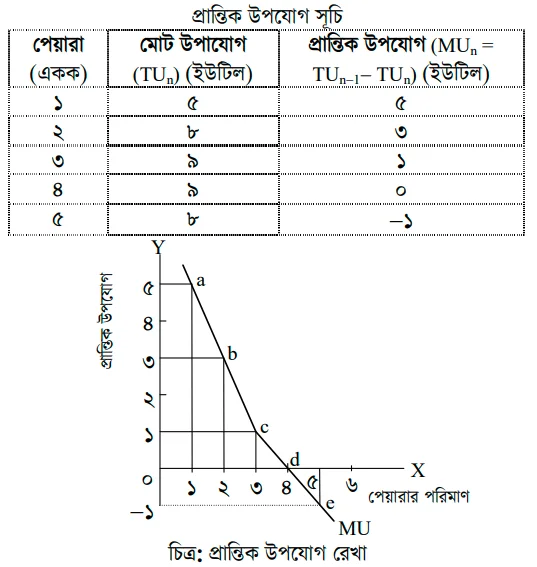 প্রান্তিক উপযোগ সূচি
পেয়ারা মোট উপাযোগ প্রান্তিক উপযোগ (MUn =
(একক) (TUn) (ইউটিল) TUn–1– TUn) (ইউটিল)
১ ৫ ৫
২ ৮ ৩
৩ ৯ ১
৪ ৯ ০
৫ ৮ –১
Y
প্রান্তিক উপযোগ
৫ a
৪
৩ b
২
১ c
d
০ ১ ২ ৩ ৪ ৫ ৬ X
পেয়ারার পরিমাণ
–১ e
MU
চিত্র: প্রান্তিক উপযোগ রেখা